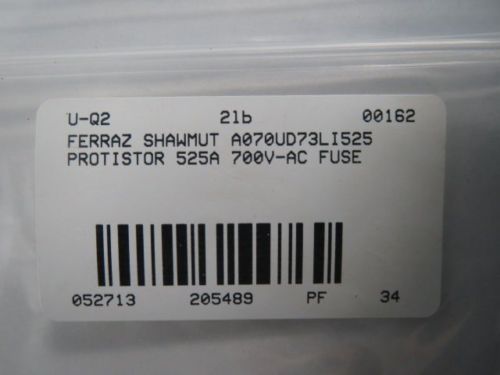 U-Q2 2lb 00162
FERRAZ SHAWMUT A070UD73LI525
PROTISTOR 525A 700V-AC FUSE
052713 205489 PF 34